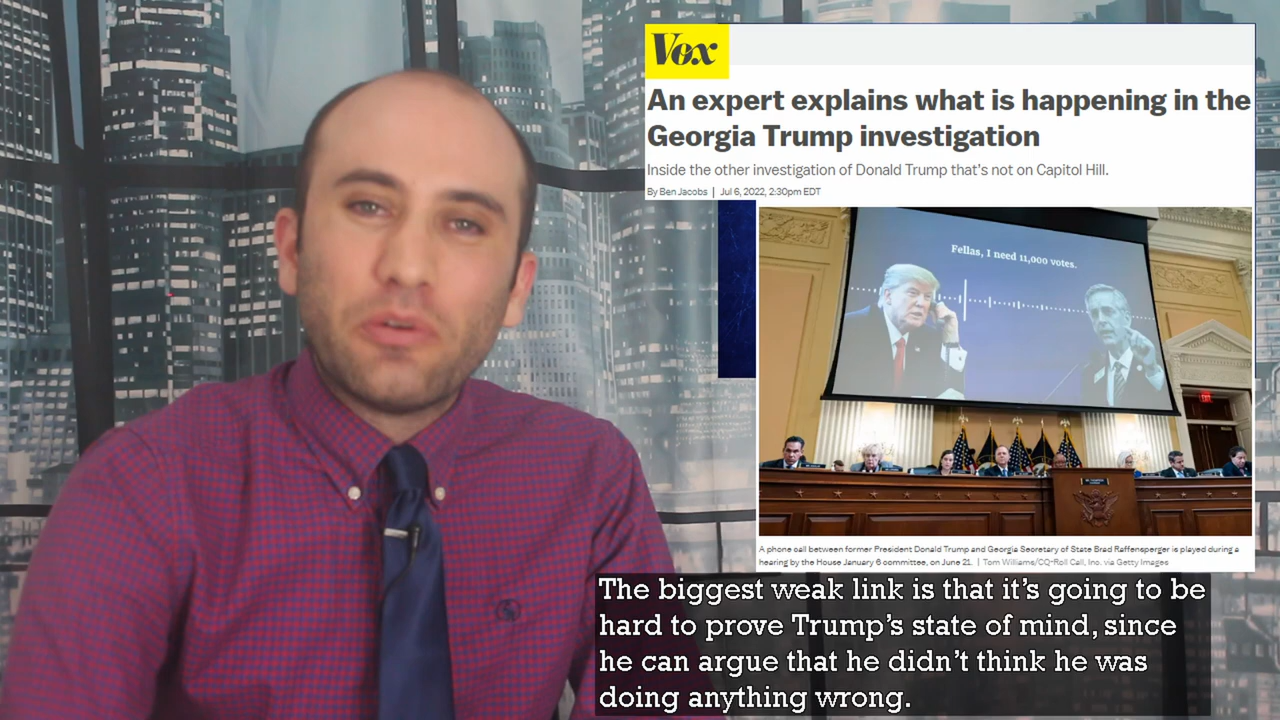 Vox
An expert explains what is happening in the
Georgia Trump investigation
Inside the other investigation of Donald Trump that's not on Capitol Hill.
By Ben Jacobs | Jul 6, 2022, 2:30pm EDT
Fellas, I need 11,000 votes.
A phone call between former President Donald Trump and Georgia Secretary of State Brad Raffensperger is played during a
hearing by the House January 6 committee, on June 21. | Tom Williams/CQ-Roll Call, Inc. via Getty Images
The biggest weak link is that it's going to be
hard to prove Trump's state of mind, since
he can argue that he didn't think he was
doing anything wrong.